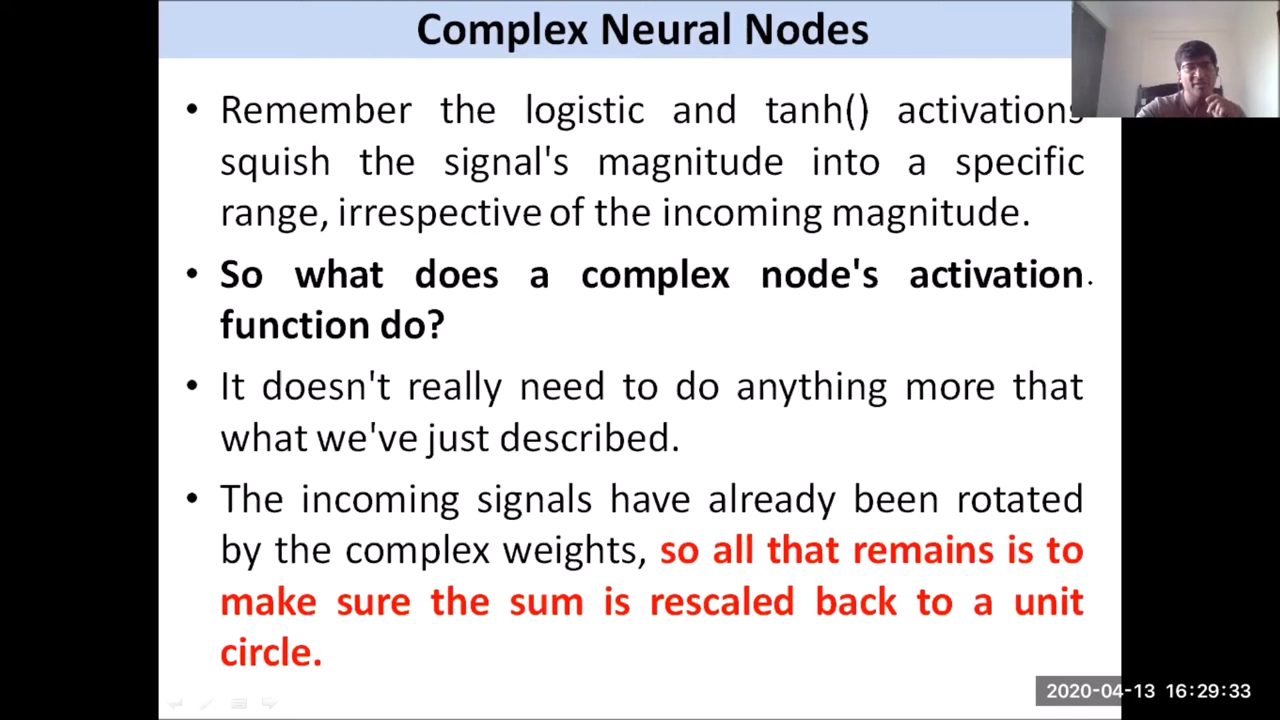 Complex Neural Nodes
• Remember the logistic and tanh() activations
squish the signal's magnitude into a specific
range, irrespective of the incoming magnitude.
• So what does a complex node's activation
function do?
• It doesn't really need to do anything more that
what we've just described.
• The incoming signals have already been rotated
by the complex weights, so all that remains is to
make sure the sum is rescaled back to a unit
circle.
2020-04-13 16:29:33